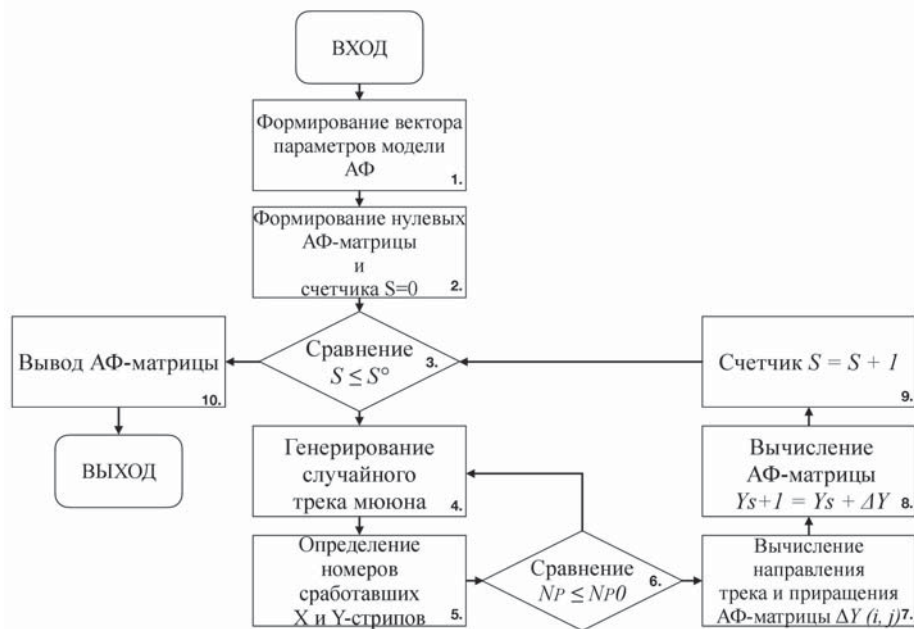 ВХОД
Формирование вектора
параметров модели
АФ
1.
Формирование нулевых
АФ-матрицы
и
счетчика S=0
2.
Сравнение
S ≤ S°
3.
Вывод АФ-матрицы
10.
ВЫХОД
Генерирование
случайного
трека мююна
4.
Определение
номеров
сработавших
X и Y-стрипов
5.
Сравнение
NP ≤ NP0
6.
Вычисление
направления
трека и приращения
АФ-матрицы ΔY (i, j)
7.
Вычисление
АФ-матрицы
Ys+1 = Ys + ΔY
8.
Счетчик S = S + 1
9.